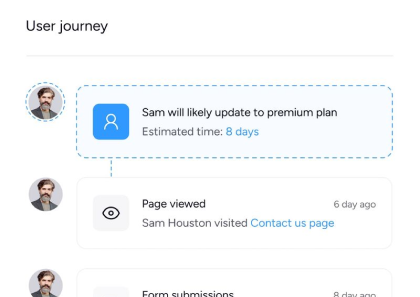 User journey
Sam will likely update to premium plan
Estimated time: 8 days
Page viewed
6 day ago
Sam Houston visited Contact us page
Form submissions
8 day ago